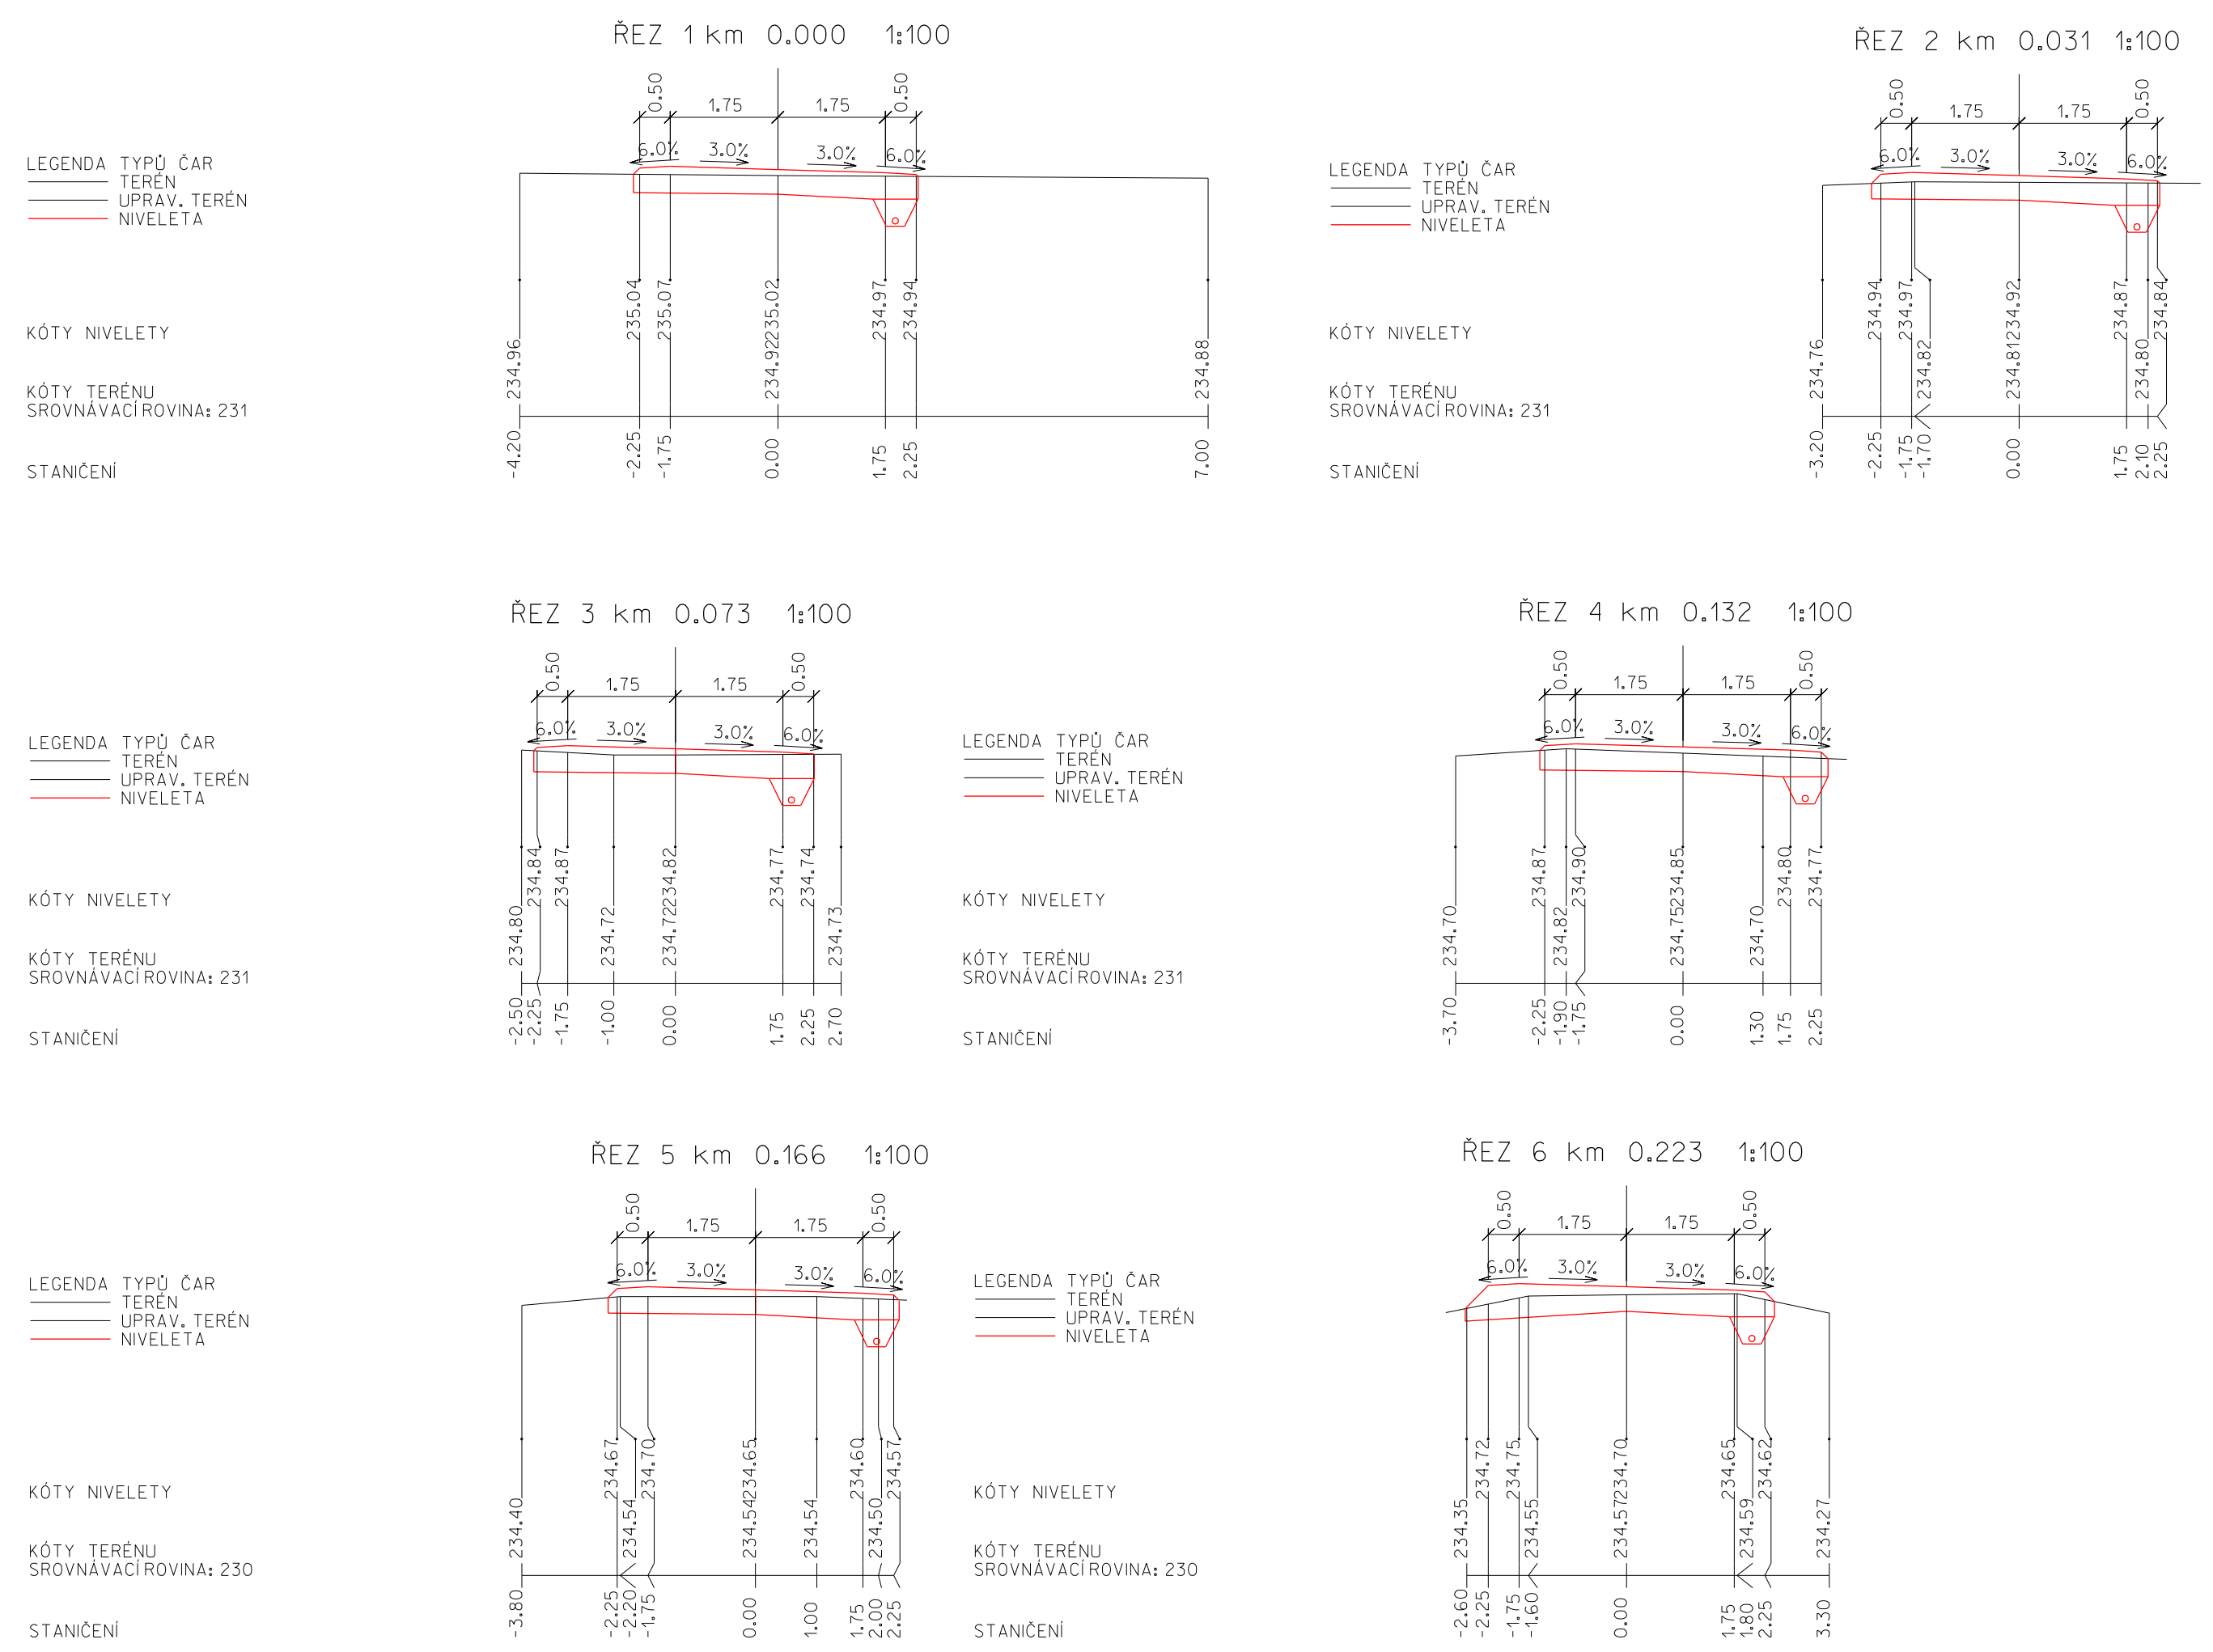 ŘEZ 1 km 0.000 1:100
0.50 1.75 1.75 0.50
6.0% 3.0% 3.0% 6.0%
LEGENDA TYPŮ ČAR
TERÉN
UPRAV. TERÉN
NIVELETA
KÓTY NIVELETY
235.04 235.07 235.02 234.97 234.94
KÓTY TERÉNU
234.96 234.92 234.88
SROVNÁVACÍ ROVINA: 231
STANIČENÍ
-4.20 -2.25 -1.75 0.00 1.75 2.25 7.00
ŘEZ 2 km 0.031 1:100
0.50 1.75 1.75 0.50
6.0% 3.0% 3.0% 6.0%
LEGENDA TYPŮ ČAR
TERÉN
UPRAV. TERÉN
NIVELETA
KÓTY NIVELETY
234.94 234.97 234.92 234.87 234.84
KÓTY TERÉNU
234.76 234.82 234.81 234.80
SROVNÁVACÍ ROVINA: 231
STANIČENÍ
-3.20 -2.25 -1.75 -1.70 0.00 1.75 2.10 2.25
ŘEZ 3 km 0.073 1:100
0.50 1.75 1.75 0.50
6.0% 3.0% 3.0% 6.0%
LEGENDA TYPŮ ČAR
TERÉN
UPRAV. TERÉN
NIVELETA
KÓTY NIVELETY
234.84 234.87 234.82 234.77 234.74
KÓTY TERÉNU
234.80 234.72 234.72 234.73
SROVNÁVACÍ ROVINA: 231
STANIČENÍ
-2.50 -2.25 -1.75 -1.00 0.00 1.75 2.25 2.70
ŘEZ 4 km 0.132 1:100
0.50 1.75 1.75 0.50
6.0% 3.0% 3.0% 6.0%
LEGENDA TYPŮ ČAR
TERÉN
UPRAV. TERÉN
NIVELETA
KÓTY NIVELETY
234.87 234.90 234.85 234.80 234.77
KÓTY TERÉNU
234.70 234.82 234.75 234.70
SROVNÁVACÍ ROVINA: 231
STANIČENÍ
-3.70 -2.25 -1.90 -1.75 0.00 1.30 1.75 2.25
ŘEZ 5 km 0.166 1:100
0.50 1.75 1.75 0.50
6.0% 3.0% 3.0% 6.0%
LEGENDA TYPŮ ČAR
TERÉN
UPRAV. TERÉN
NIVELETA
KÓTY NIVELETY
234.67 234.70 234.65 234.60 234.57
KÓTY TERÉNU
234.40 234.54 234.54 234.54 234.50
SROVNÁVACÍ ROVINA: 230
STANIČENÍ
-3.80 -2.25 -2.20 -1.75 0.00 1.00 1.75 2.00 2.25
ŘEZ 6 km 0.223 1:100
0.50 1.75 1.75 0.50
6.0% 3.0% 3.0% 6.0%
LEGENDA TYPŮ ČAR
TERÉN
UPRAV. TERÉN
NIVELETA
KÓTY NIVELETY
234.72 234.75 234.70 234.65 234.62
KÓTY TERÉNU
234.35 234.55 234.57 234.59 234.27
SROVNÁVACÍ ROVINA: 230
STANIČENÍ
-2.60 -2.25 -1.75 -1.60 0.00 1.75 1.80 2.25 3.30